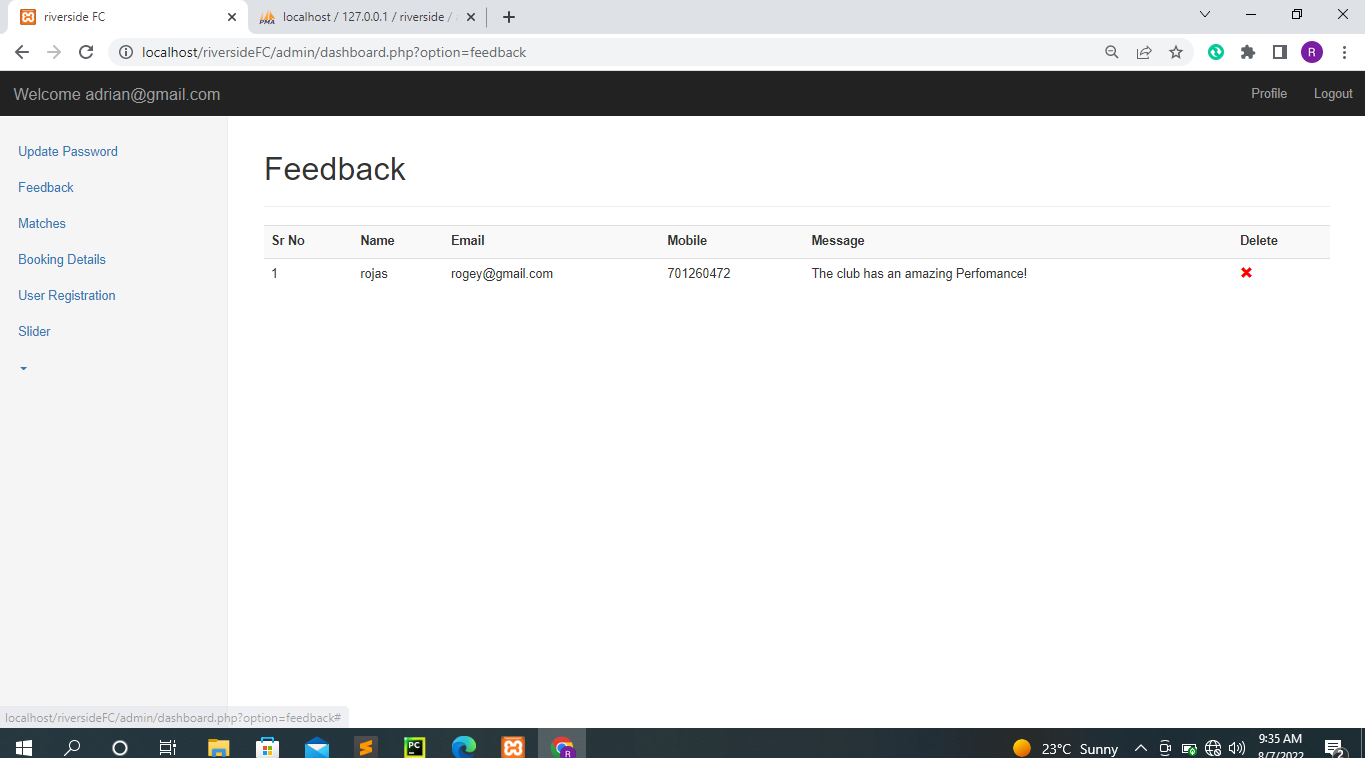 riverside FC
PMA localhost / 127.0.0.1 / riverside /
localhost/riversideFC/admin/dashboard.php?option=feedback
R
Welcome adrian@gmail.com
Profile Logout
Update Password
Feedback
Matches
Booking Details
User Registration
Slider
Feedback
Sr No Name Email Mobile Message Delete
1 rojas rogey@gmail.com 701260472 The club has an amazing Perfomance!
localhost/riversideFC/admin/dashboard.php?option=feedback#
PC
R
23°C Sunny
9:35 AM
8/7/2022
2